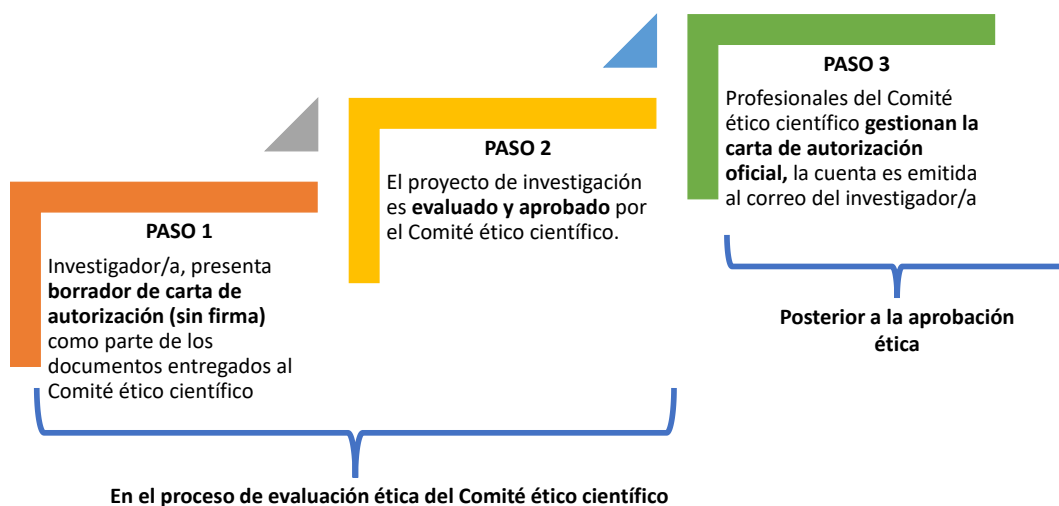 PASO 1
Investigador/a, presenta
borrador de carta de
autorización (sin firma)
como parte de los
documentos entregados al
Comité ético científico
PASO 2
El proyecto de investigación
es evaluado y aprobado por
el Comité ético científico.
PASO 3
Profesionales del Comité
ético científico gestionan la
carta de autorización
oficial, la cuenta es emitida
al correo del investigador/a
Posterior a la aprobación
ética
En el proceso de evaluación ética del Comité ético científico